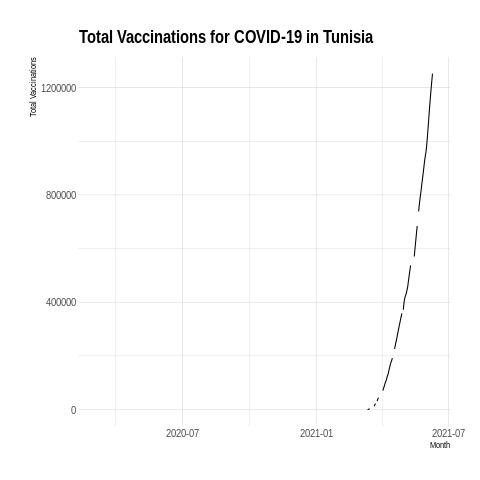 Total Vaccinations for COVID-19 in Tunisia
Total Vaccinations
1200000
800000
400000
0
2020-07 2021-01 2021-07
Month